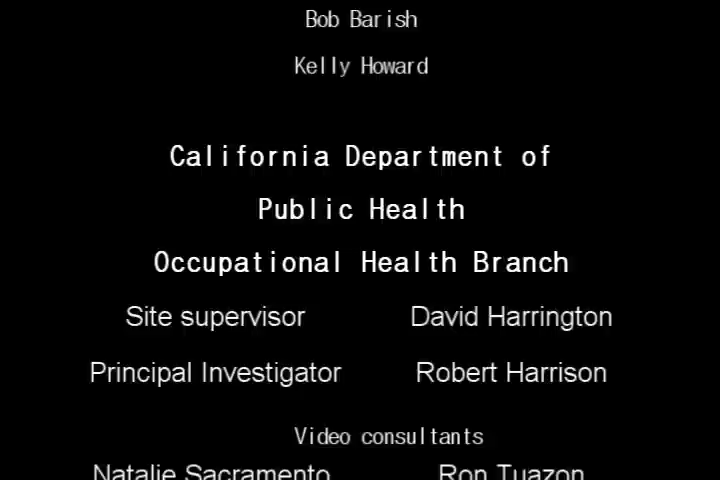 Bob Barish
Kelly Howard
California Department of
Public Health
Occupational Health Branch
Site supervisor David Harrington
Principal Investigator Robert Harrison
Video consultants
Natalie Sacramento Ron Tuazon